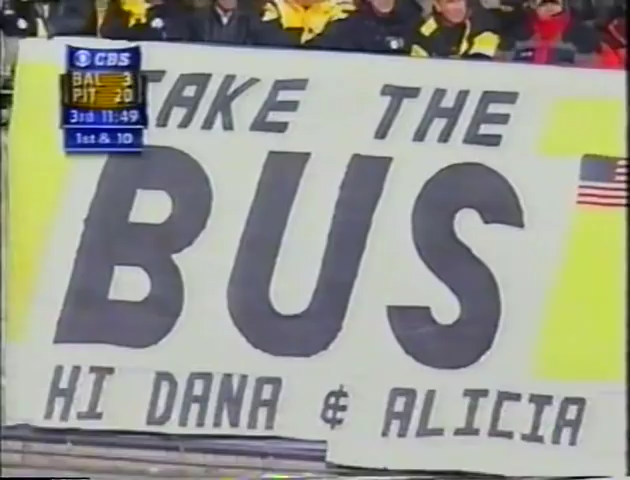 CBS
BAL 3
PIT 20
3rd 11:49
1st & 10
TAKE THE
BUS
HI DANA & ALICIA